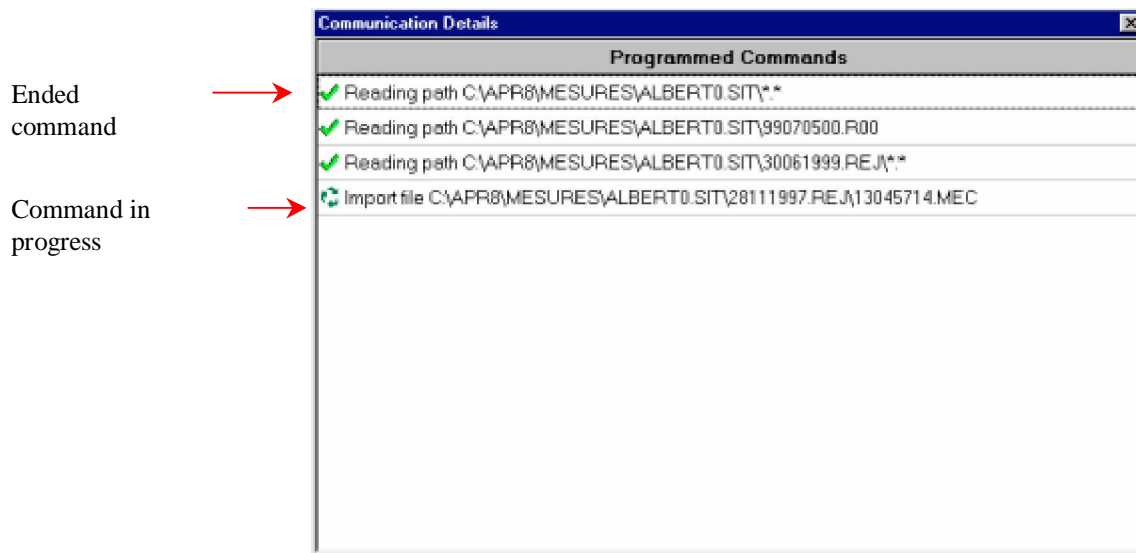 Communication Details
Programmed Commands
Ended
command
Reading path C:\APR8\MESURES\ALBERT0.SIT\*.*
Reading path C:\APR8\MESURES\ALBERT0.SIT\99070500.R00
Reading path C:\APR8\MESURES\ALBERT0.SIT\30061999.REJ\*.*
Command in
progress
Import file C:\APR8\MESURES\ALBERT0.SIT\28111997.REJ\13045714.MEC